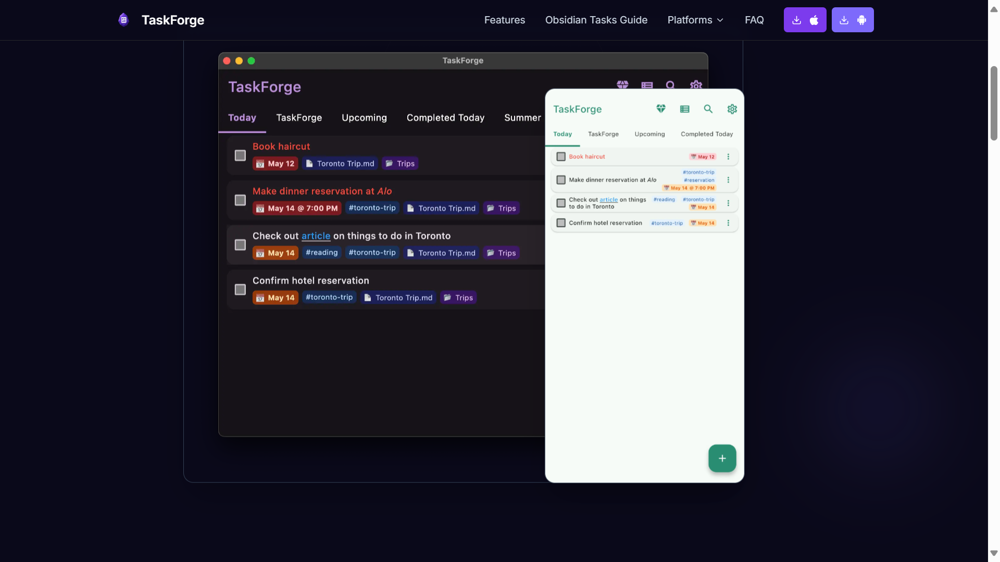 TaskForge
Features
Obsidian Tasks Guide
Platforms
FAQ
TaskForge
TaskForge
Today
TaskForge
Upcoming
Completed Today
Summer
Book haircut
17 May 12
Toronto Trip.md
Trips
Make dinner reservation at Alo
17 May 14 @ 7:00 PM
#toronto-trip
Toronto Trip.md
Trips
Check out article on things to do in Toronto
17 May 14
#reading
#toronto-trip
Toronto Trip.md
Trips
Confirm hotel reservation
17 May 14
#toronto-trip
Toronto Trip.md
Trips
TaskForge
Today
TaskForge
Upcoming
Completed Today
Book haircut
May 12
Make dinner reservation at Alo
#toronto-trip
#reservation
May 14 @ 7:00 PM
Check out article on things
to do in Toronto
#reading
#toronto-trip
May 14
Confirm hotel reservation
#toronto-trip
May 14
+